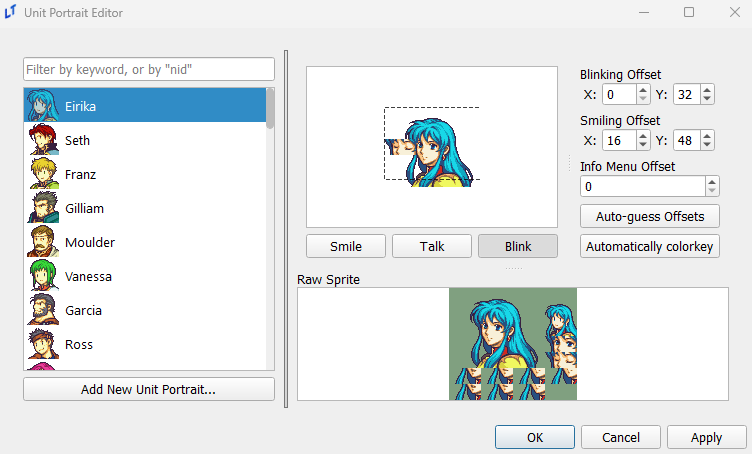 Unit Portrait Editor
Filter by keyword, or by "nid"
Eirika
Seth
Franz
Gilliam
Moulder
Vanessa
Garcia
Ross
Add New Unit Portrait...
Smile
Talk
Blink
Blinking Offset
X: 0 Y: 32
Smiling Offset
X: 16 Y: 48
Info Menu Offset
0
Auto-guess Offsets
Automatically colorkey
Raw Sprite
OK
Cancel
Apply